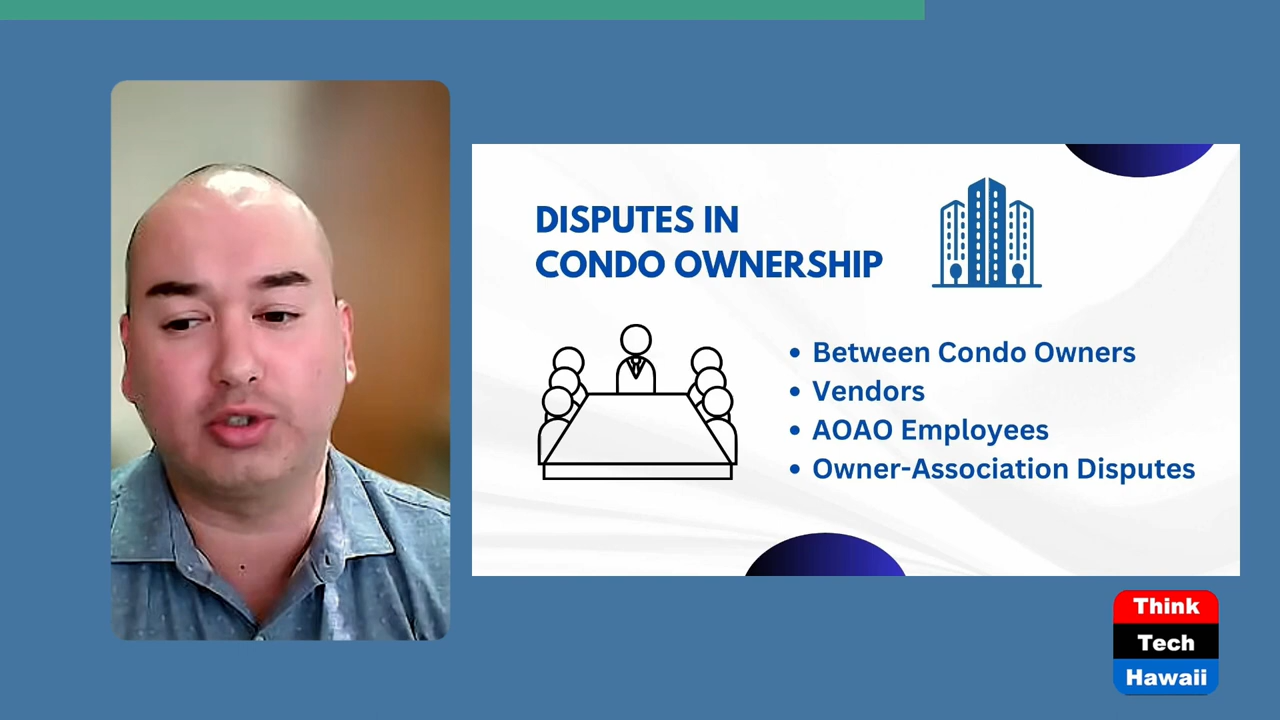 DISPUTES IN
CONDO OWNERSHIP
• Between Condo Owners
• Vendors
• AOAO Employees
• Owner-Association Disputes
Think
Tech
Hawaii